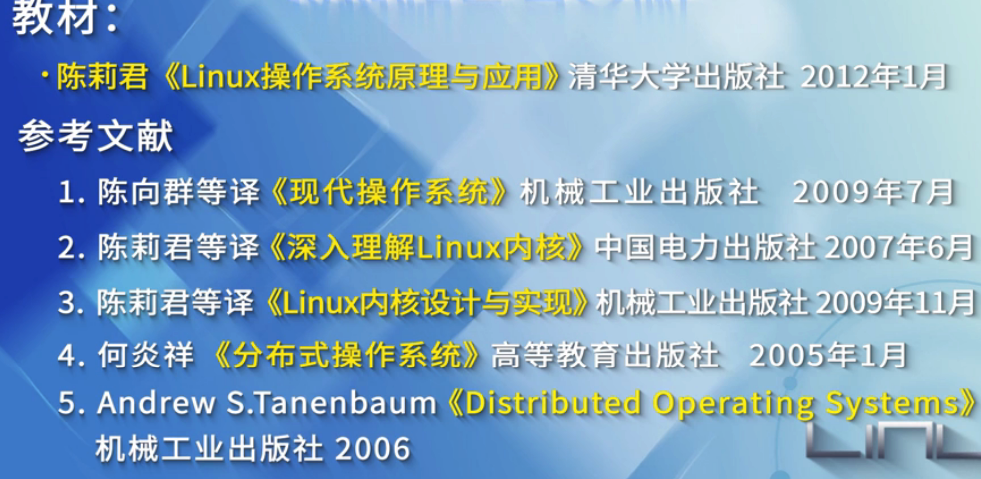 教材：
·陈莉君《Linux操作系统原理与应用》清华大学出版社 2012年1月
参考文献
1. 陈向群等译《现代操作系统》机械工业出版社 2009年7月
2. 陈莉君等译《深入理解Linux内核》中国电力出版社 2007年6月
3. 陈莉君等译《Linux内核设计与实现》机械工业出版社 2009年11月
4. 何炎祥《分布式操作系统》高等教育出版社 2005年1月
5. Andrew S.Tanenbaum《Distributed Operating Systems》
机械工业出版社 2006